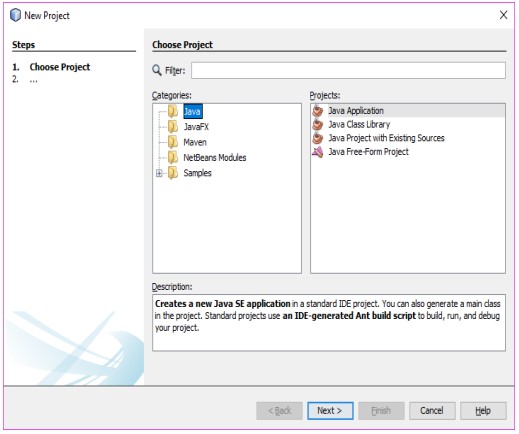 New Project
X
Steps
1. Choose Project
2. ...
Choose Project
Filter:
Categories:
Java
JavaFX
Maven
NetBeans Modules
Samples
Projects:
Java Application
Java Class Library
Java Project with Existing Sources
Java Free-Form Project
Description:
Creates a new Java SE application in a standard IDE project. You can also generate a main class
in the project. Standard projects use an IDE-generated Ant build script to build, run, and debug
your project.
< Back
Next >
Finish
Cancel
Help